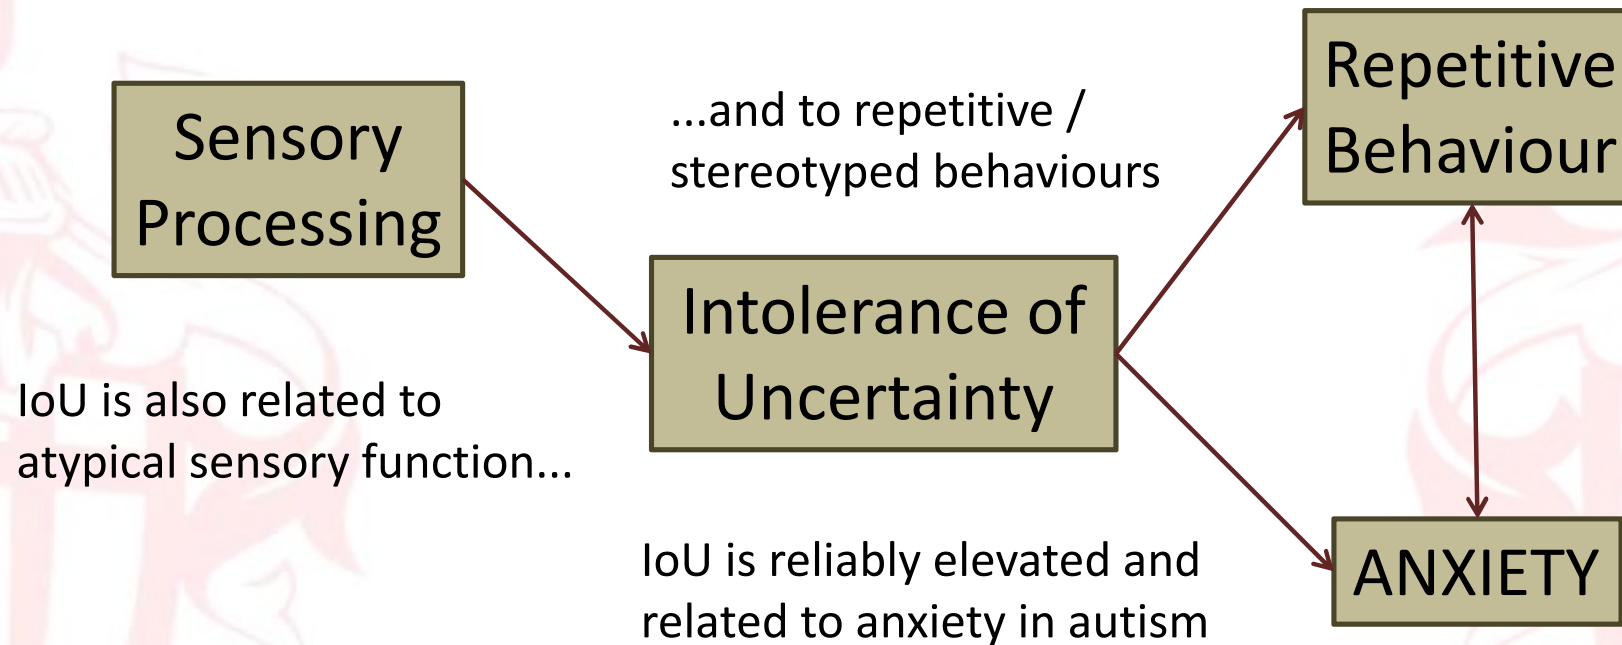 Sensory
Processing
IoU is also related to
atypical sensory function...
...and to repetitive /
stereotyped behaviours
Intolerance of
Uncertainty
IoU is reliably elevated and
related to anxiety in autism
Repetitive
Behaviour
ANXIETY